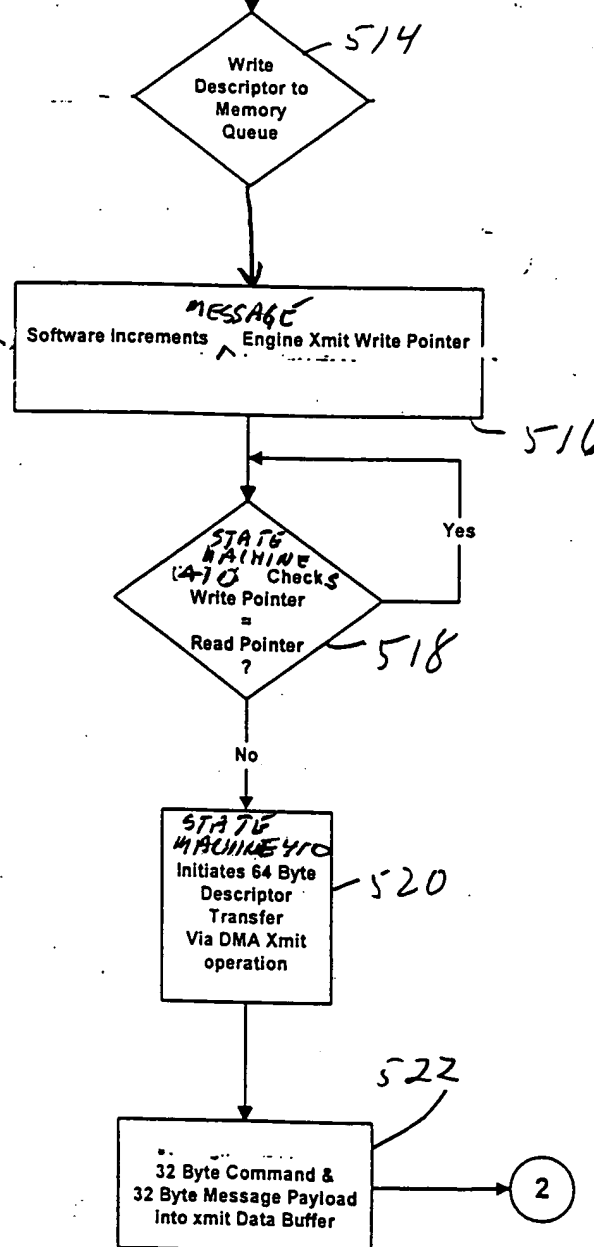 514
Write
Descriptor to
Memory
Queue
MESSAGE
Software Increments ^ Engine Xmit Write Pointer
516
Yes
STATE
MACHINE
Checks
Write Pointer
=
Read Pointer
?
518
No
STATE
MACHINE 410
Initiates 64 Byte
Descriptor
Transfer
Via DMA Xmit
operation
520
522
32 Byte Command &
32 Byte Message Payload
into xmit Data Buffer
2